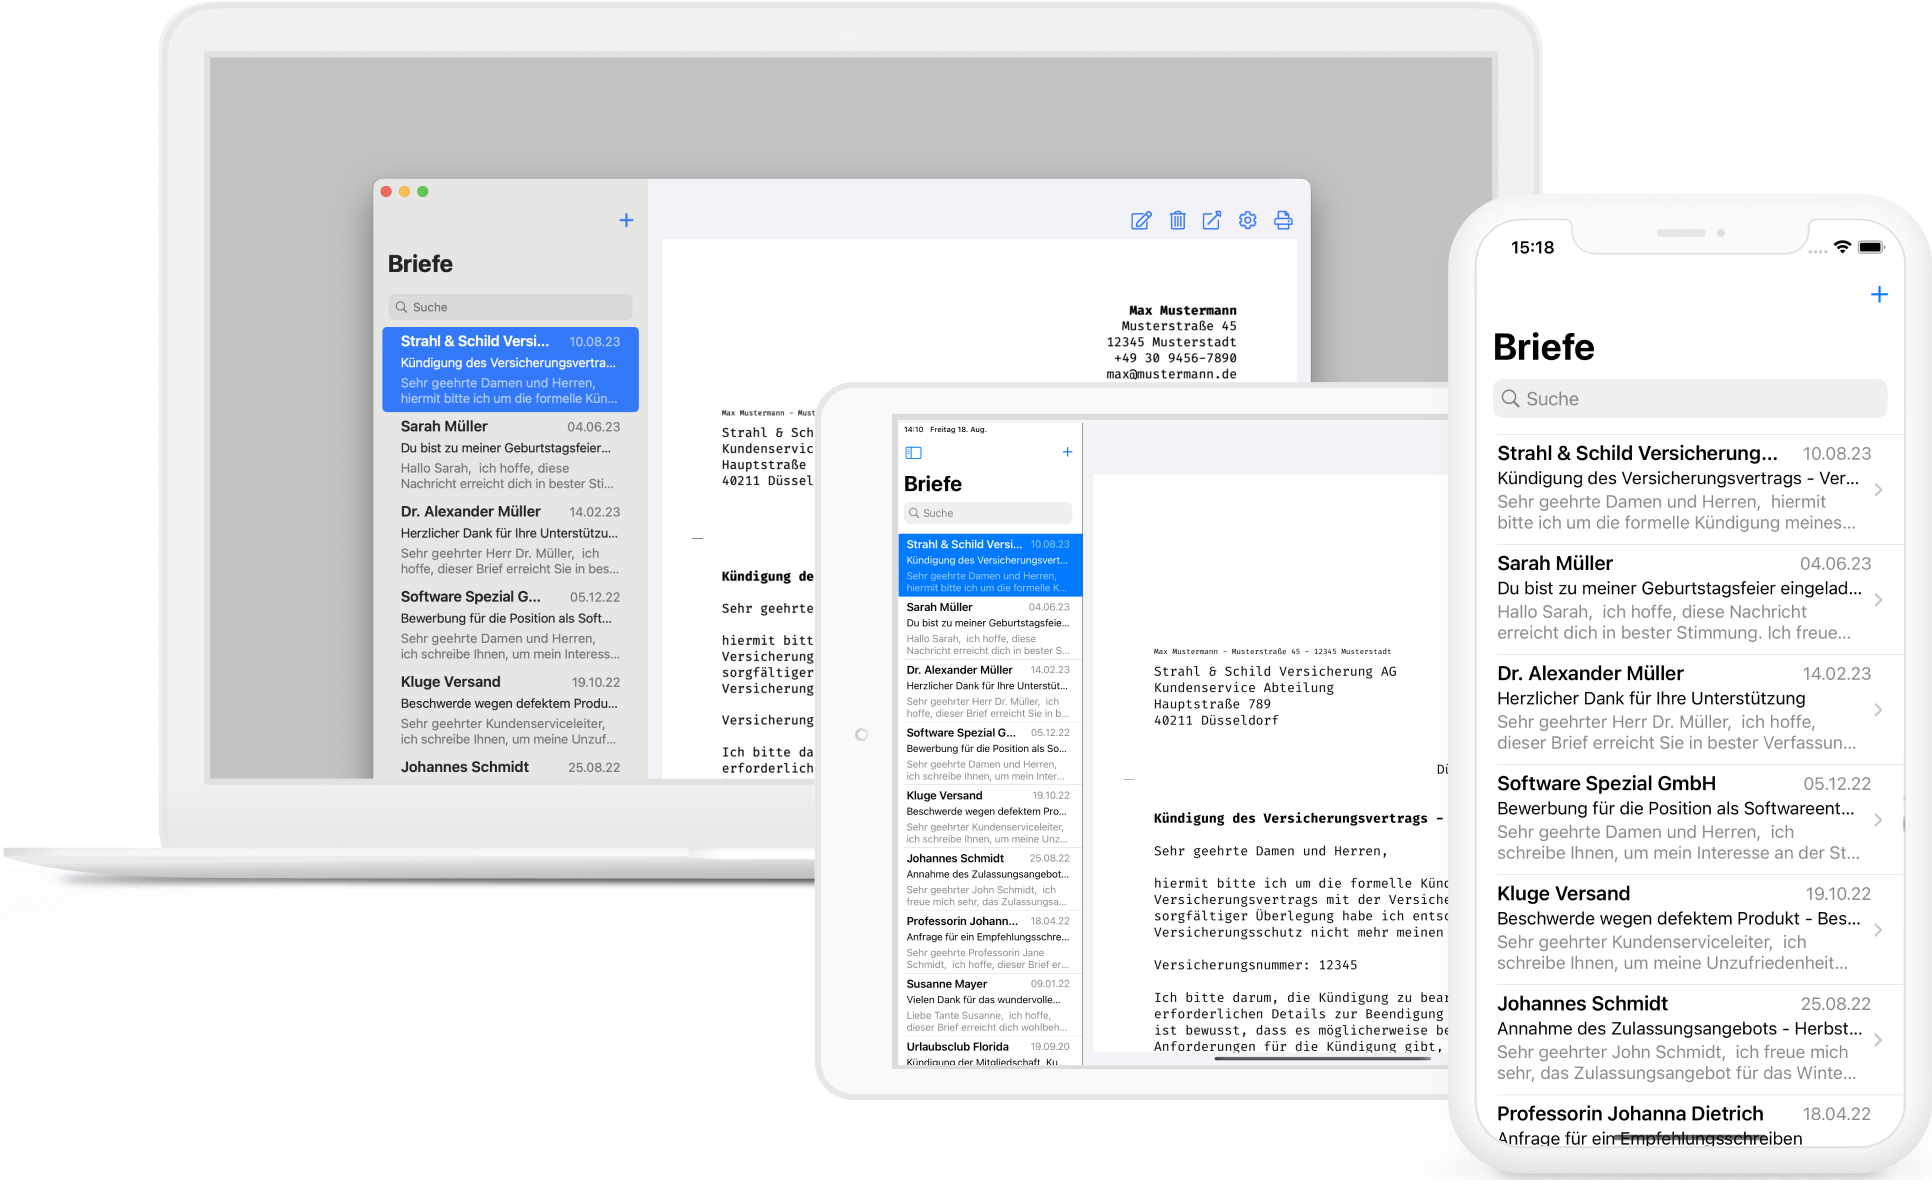 Briefe
Suche
Strahl & Schild Versi... 10.08.23
Kündigung des Versicherungsvertra...
Sehr geehrte Damen und Herren,
hiermit bitte ich um die formelle Kün...
Sarah Müller 04.06.23
Du bist zu meiner Geburtstagsfeier...
Hallo Sarah, ich hoffe, diese
Nachricht erreicht dich in bester Sti...
Dr. Alexander Müller 14.02.23
Herzlicher Dank für Ihre Unterstützu...
Sehr geehrter Herr Dr. Müller, ich
hoffe, dieser Brief erreicht Sie in bes...
Software Spezial G... 05.12.22
Bewerbung für die Position als Soft...
Sehr geehrte Damen und Herren,
ich schreibe Ihnen, um mein Interess...
Kluge Versand 19.10.22
Beschwerde wegen defektem Produ...
Sehr geehrter Kundenserviceleiter,
ich schreibe Ihnen, um meine Unzuf...
Johannes Schmidt 25.08.22
Max Mustermann
Musterstraße 45
12345 Musterstadt
+49 30 9456-7890
max@mustermann.de
Max Mustermann - Must
Strahl & Sch
Kundenservic
Hauptstraße
40211 Düssel
Kündigung de
Sehr geehrte
hiermit bitt
Versicherung
sorgfältiger
Versicherung
Versicherung
Ich bitte da
erforderlich
14:10 Freitag 18. Aug.
Briefe
Suche
Strahl & Schild Versi... 10.08.23
Kündigung des Versicherungsvert...
Sehr geehrte Damen und Herren,
hiermit bitte ich um die formelle K...
Sarah Müller 04.06.23
Du bist zu meiner Geburtstagsfeie...
Hallo Sarah, ich hoffe, diese
Nachricht erreicht dich in bester S...
Dr. Alexander Müller 14.02.23
Herzlicher Dank für Ihre Unterstüt...
Sehr geehrter Herr Dr. Müller, ich
hoffe, dieser Brief erreicht Sie in b...
Software Spezial G... 05.12.22
Bewerbung für die Position als So...
Sehr geehrte Damen und Herren,
ich schreibe Ihnen, um mein Inter...
Kluge Versand 19.10.22
Beschwerde wegen defektem Pro...
Sehr geehrter Kundenserviceleiter,
ich schreibe Ihnen, um meine Unz...
Johannes Schmidt 25.08.22
Annahme des Zulassungsangebot...
Sehr geehrter John Schmidt, ich
freue mich sehr, das Zulassungsa...
Professorin Johann... 18.04.22
Anfrage für ein Empfehlungsschre...
Sehr geehrte Professorin Jane
Schmidt, ich hoffe, dieser Brief er...
Susanne Mayer 09.01.22
Vielen Dank für das wundervolle...
Liebe Tante Susanne, ich hoffe,
dieser Brief erreicht dich wohlbeh...
Urlaubsclub Florida 19.09.20
Kündigung der Mitgliedschaft, Ku...
Max Mustermann - Musterstraße 45 - 12345 Musterstadt
Strahl & Schild Versicherung AG
Kundenservice Abteilung
Hauptstraße 789
40211 Düsseldorf
Dü
Kündigung des Versicherungsvertrags -
Sehr geehrte Damen und Herren,
hiermit bitte ich um die formelle Künd
Versicherungsvertrags mit der Versiche
sorgfältiger Überlegung habe ich entsc
Versicherungsschutz nicht mehr meinen
Versicherungsnummer: 12345
Ich bitte darum, die Kündigung zu bear
erforderlichen Details zur Beendigung
ist bewusst, dass es möglicherweise be
Anforderungen für die Kündigung gibt,
15:18
Briefe
Suche
Strahl & Schild Versicherung... 10.08.23
Kündigung des Versicherungsvertrags - Ver...
Sehr geehrte Damen und Herren, hiermit
bitte ich um die formelle Kündigung meines...
Sarah Müller 04.06.23
Du bist zu meiner Geburtstagsfeier eingelad...
Hallo Sarah, ich hoffe, diese Nachricht
erreicht dich in bester Stimmung. Ich freue...
Dr. Alexander Müller 14.02.23
Herzlicher Dank für Ihre Unterstützung
Sehr geehrter Herr Dr. Müller, ich hoffe,
dieser Brief erreicht Sie in bester Verfassun...
Software Spezial GmbH 05.12.22
Bewerbung für die Position als Softwareent...
Sehr geehrte Damen und Herren, ich
schreibe Ihnen, um mein Interesse an der St...
Kluge Versand 19.10.22
Beschwerde wegen defektem Produkt - Bes...
Sehr geehrter Kundenserviceleiter, ich
schreibe Ihnen, um meine Unzufriedenheit...
Johannes Schmidt 25.08.22
Annahme des Zulassungsangebots - Herbst...
Sehr geehrter John Schmidt, ich freue mich
sehr, das Zulassungsangebot für das Winte...
Professorin Johanna Dietrich 18.04.22
Anfrage für ein Empfehlungsschreiben